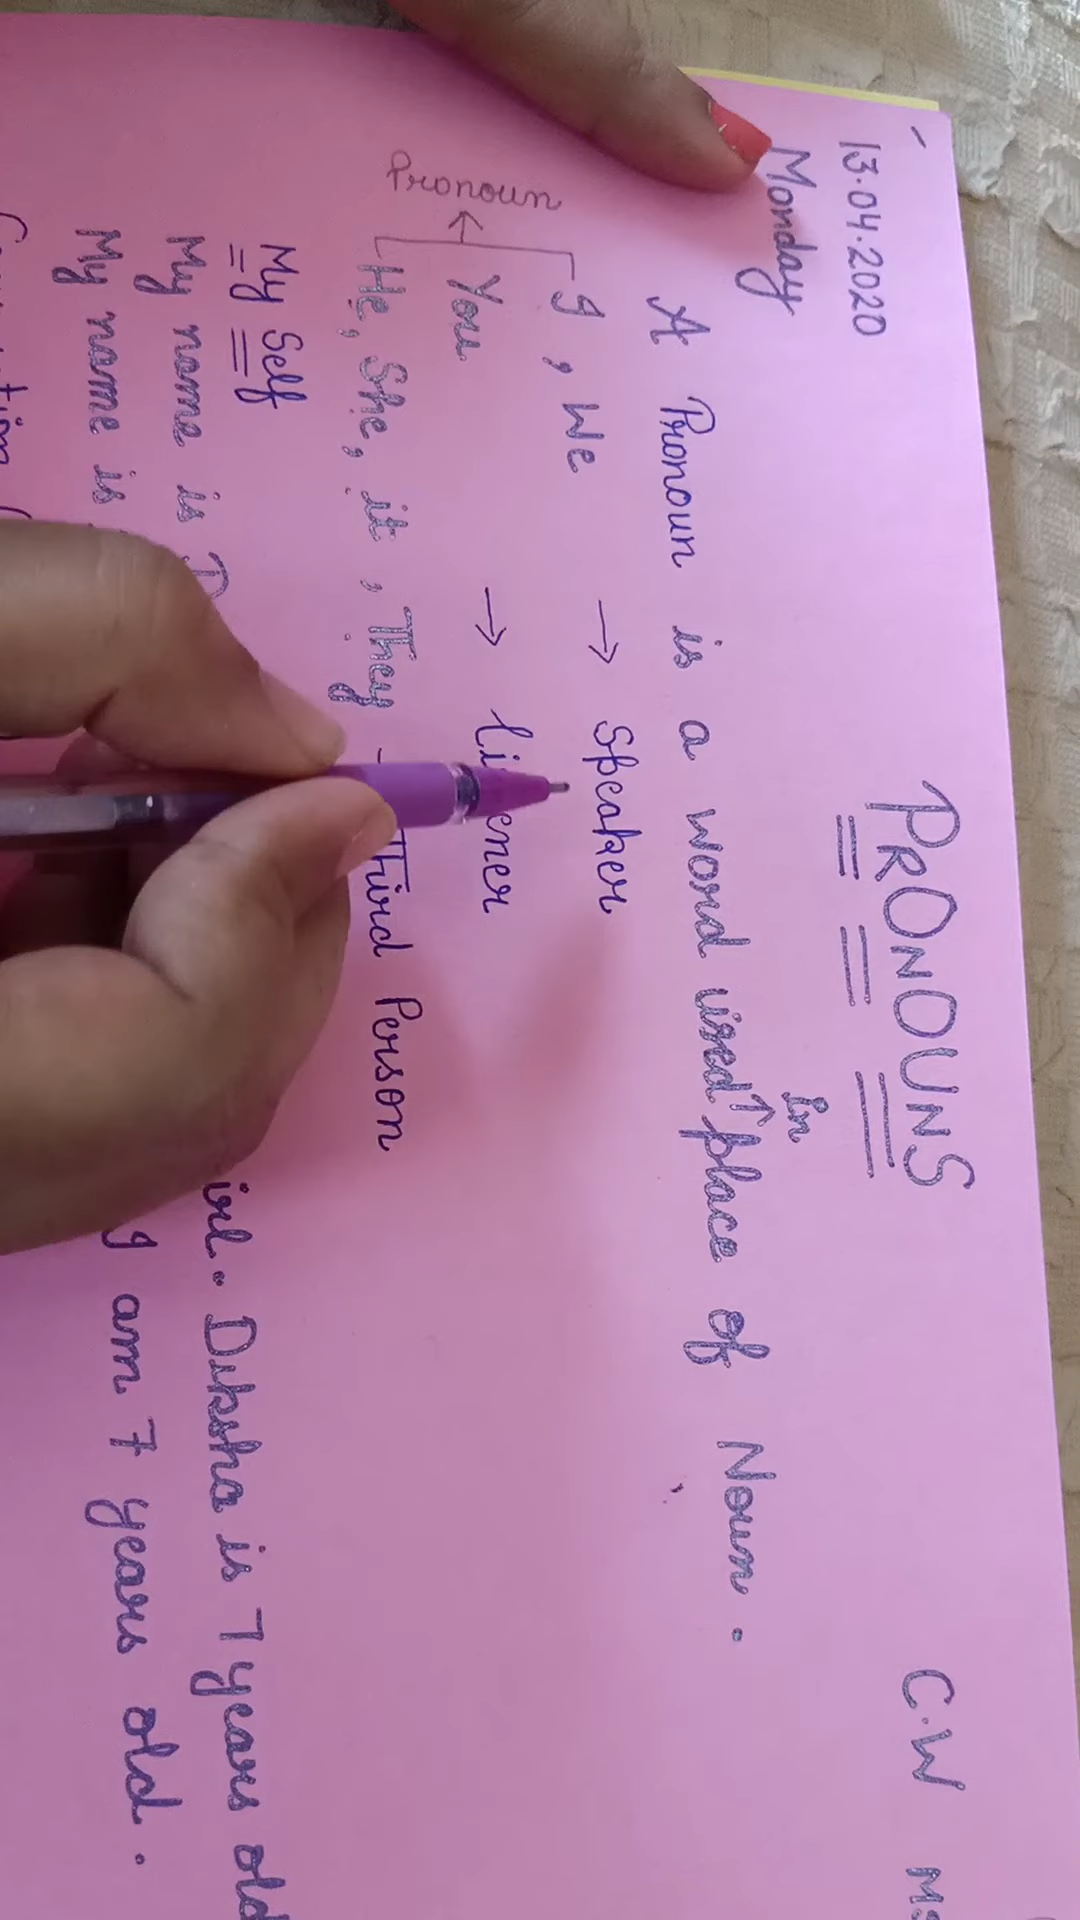 13.04.2020 C.W
Monday
PRONOUNS
In
A Pronoun is a word used ↑ place of Noun.
Pronoun
I, We → Speaker
You → ener
He, She, it, They - Third Person
My Self
My name is irl. Diksha is 7 years old
My name is I am 7 years old.